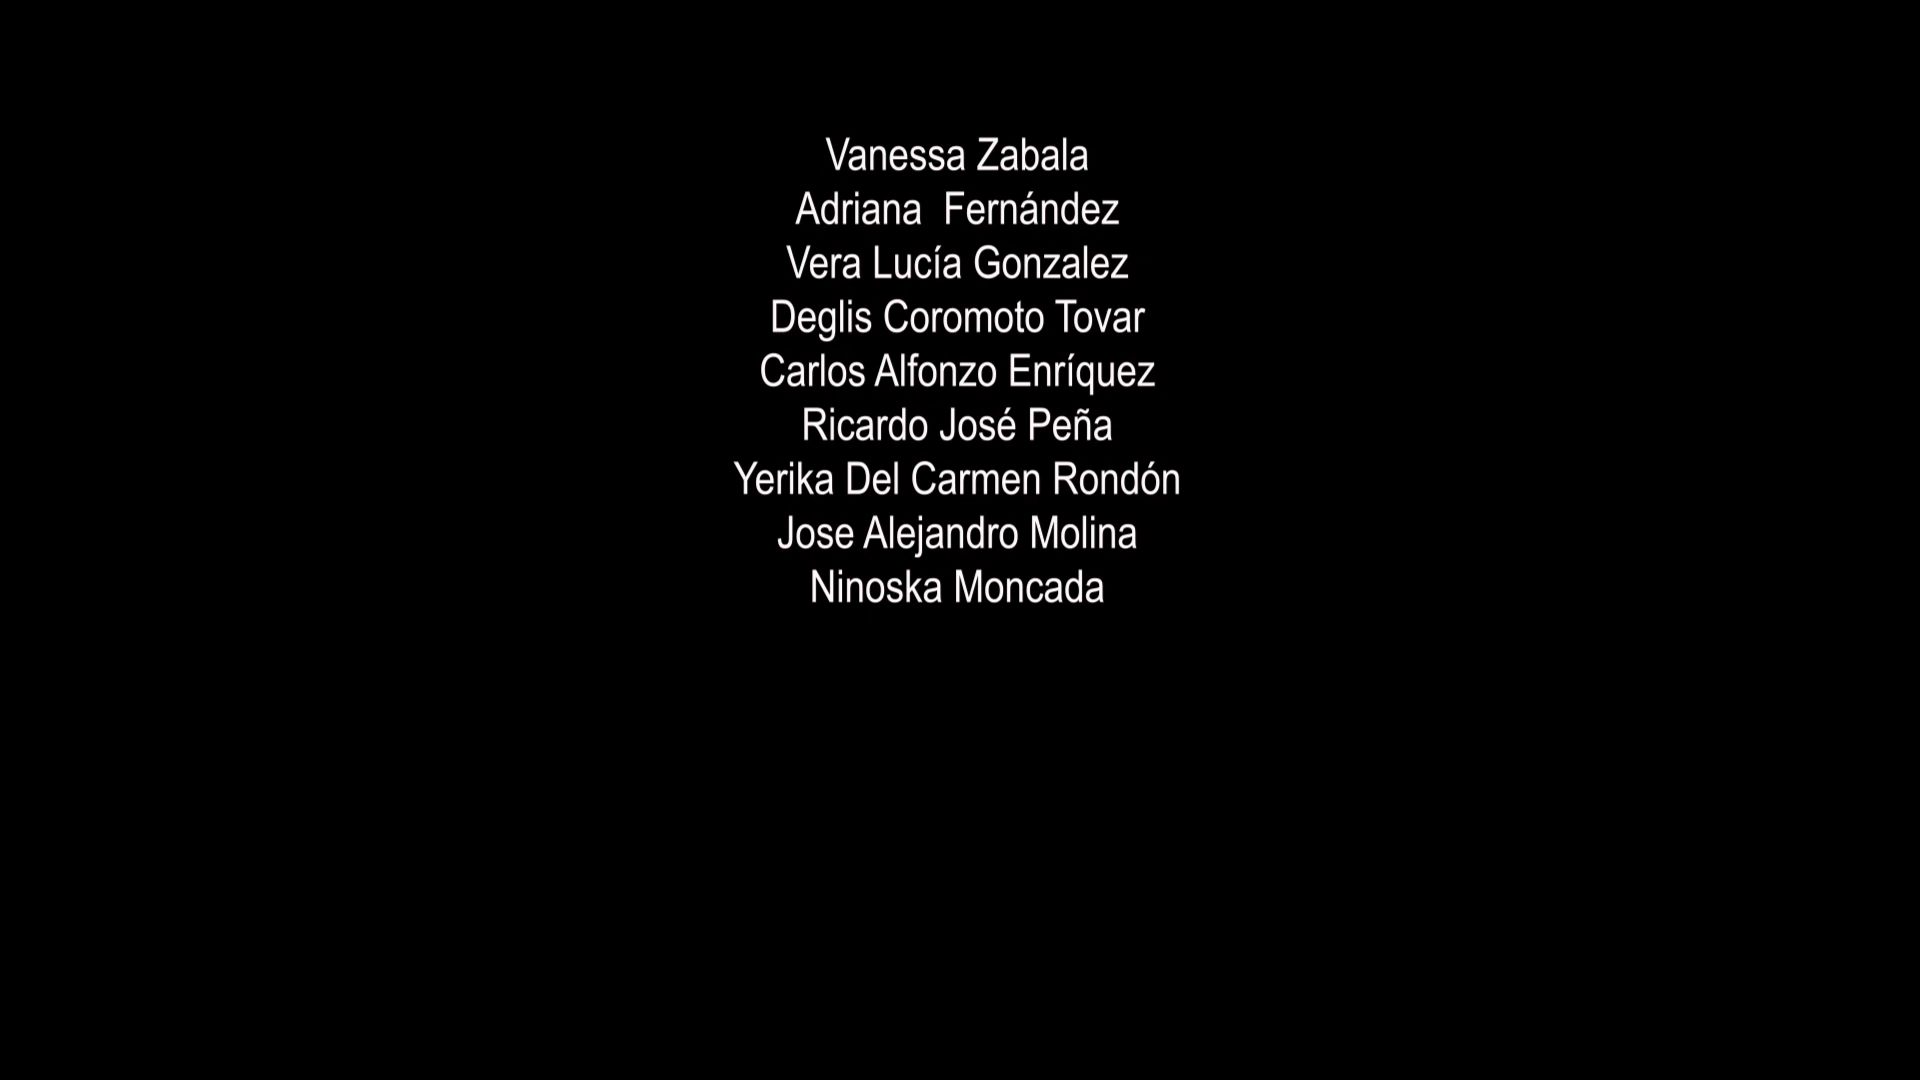 Vanessa Zabala
Adriana  Fernández
Vera Lucía Gonzalez
Deglis Coromoto Tovar
Carlos Alfonzo Enríquez
Ricardo José Peña
Yerika Del Carmen Rondón
Jose Alejandro Molina
Ninoska Moncada